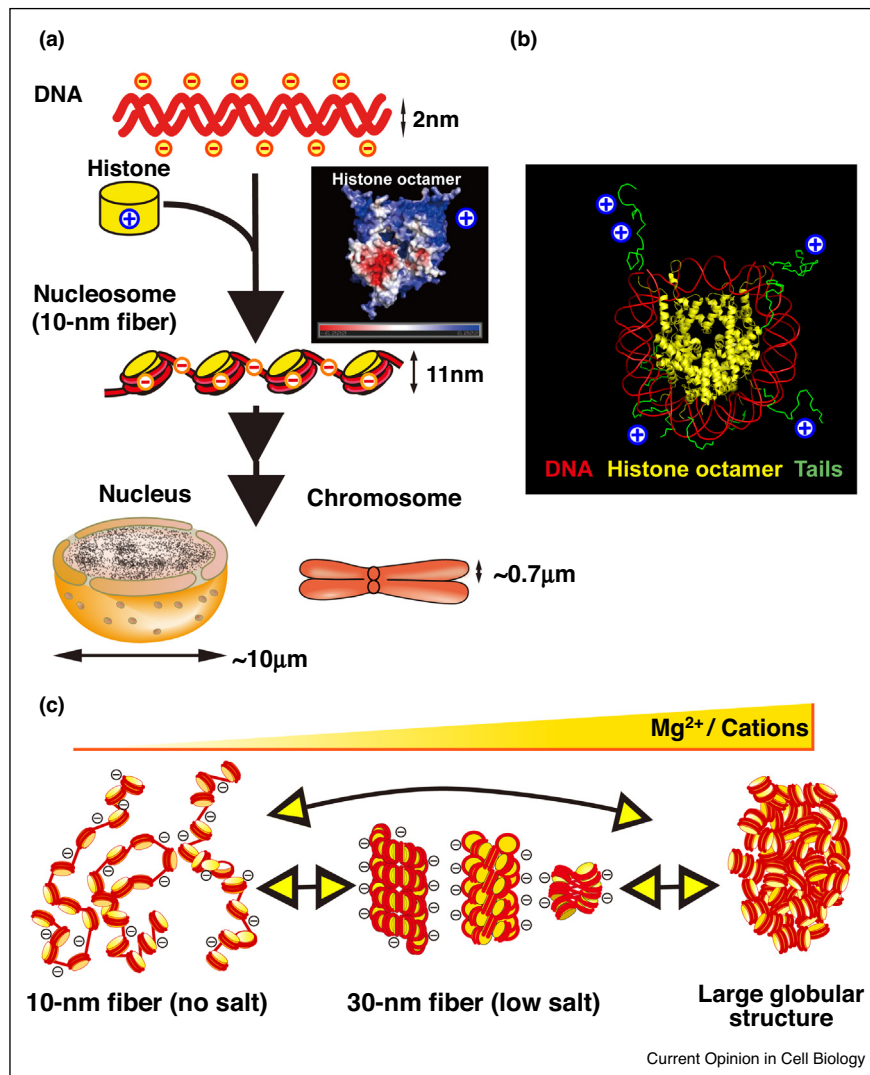 (a)
DNA
2nm
Histone
Histone octamer
Nucleosome
(10-nm fiber)
11nm
Nucleus
Chromosome
~0.7μm
~10μm
(b)
DNA Histone octamer Tails
(c)
Mg²⁺ / Cations
10-nm fiber (no salt)
30-nm fiber (low salt)
Large globular
structure
Current Opinion in Cell Biology